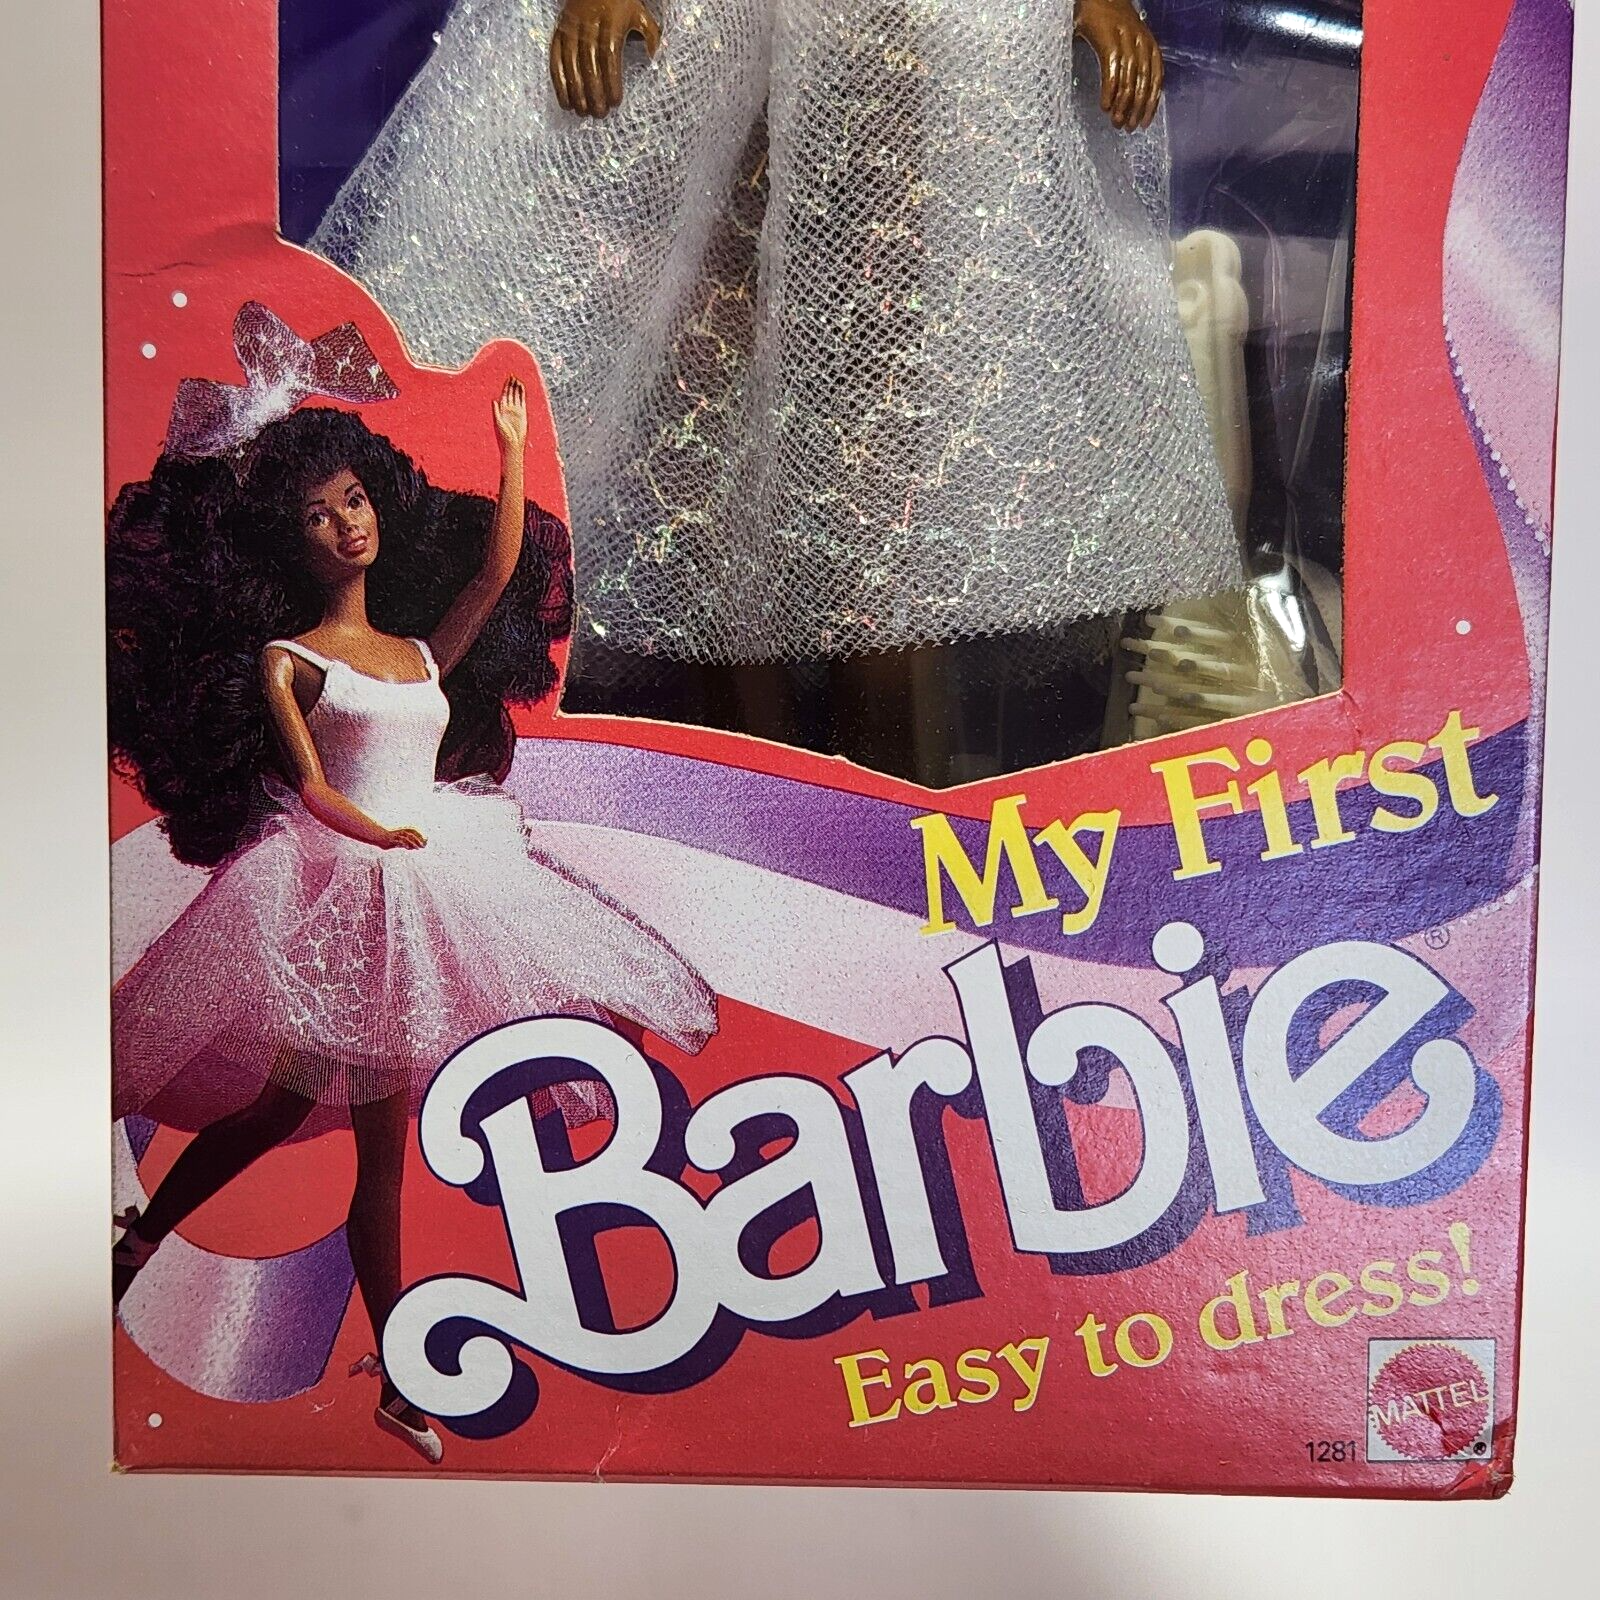 My First
Barbie®
Easy to dress!
MATTEL
1281